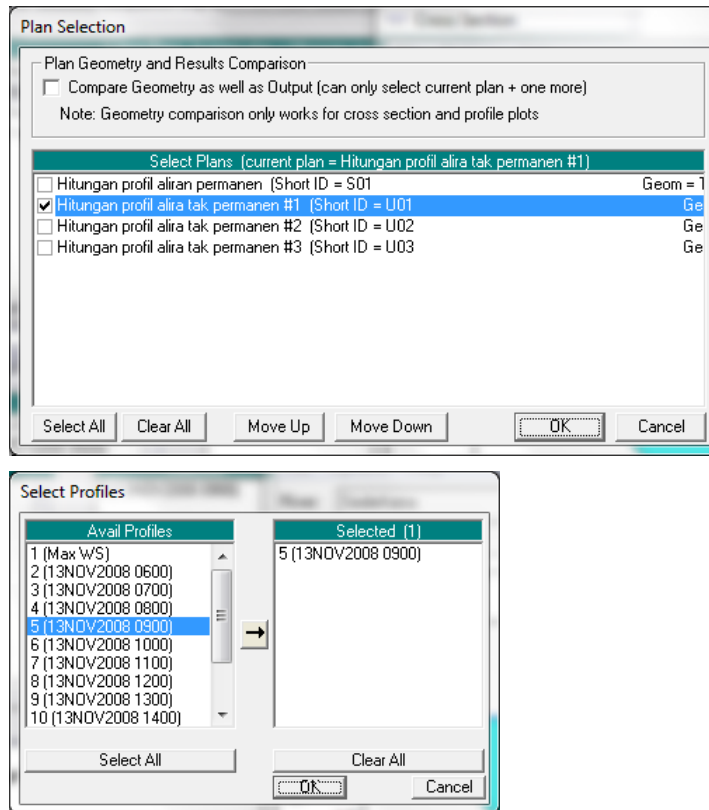 Plan Selection
Plan Geometry and Results Comparison
Compare Geometry as well as Output (can only select current plan + one more)
Note: Geometry comparison only works for cross section and profile plots
Select Plans (current plan = Hitungan profil alira tak permanen #1)
Hitungan profil aliran permanen (Short ID = S01 Geom = T
Hitungan profil alira tak permanen #1 (Short ID = U01 Ge
Hitungan profil alira tak permanen #2 (Short ID = U02 Ge
Hitungan profil alira tak permanen #3 (Short ID = U03 Ge
Select All Clear All Move Up Move Down OK Cancel
Select Profiles
Avail Profiles Selected (1)
1 (Max WS) 5 (13NOV2008 0900)
2 (13NOV2008 0600)
3 (13NOV2008 0700)
4 (13NOV2008 0800)
5 (13NOV2008 0900)
6 (13NOV2008 1000)
7 (13NOV2008 1100)
8 (13NOV2008 1200)
9 (13NOV2008 1300)
10 (13NOV2008 1400)
Select All Clear All
OK Cancel